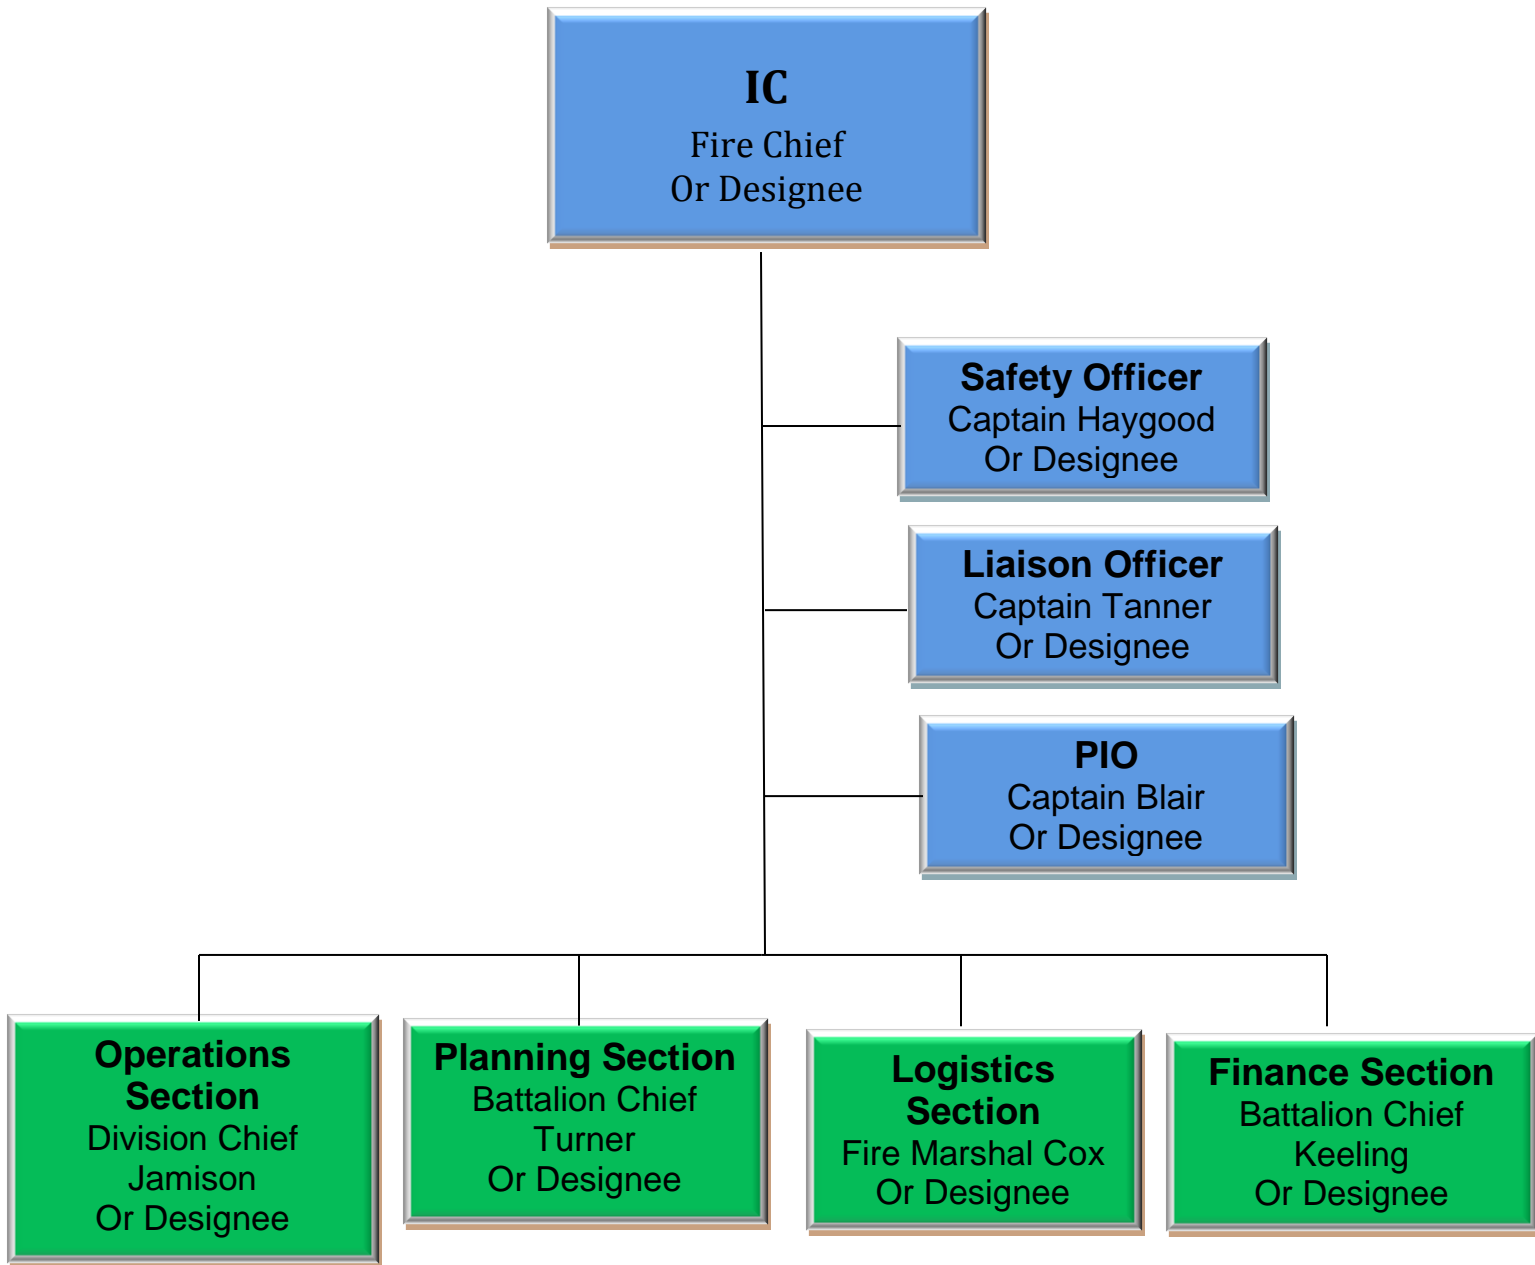 IC
Fire Chief
Or Designee
Safety Officer
Captain Haygood
Or Designee
Liaison Officer
Captain Tanner
Or Designee
PIO
Captain Blair
Or Designee
Operations
Section
Division Chief
Jamison
Or Designee
Planning Section
Battalion Chief
Turner
Or Designee
Logistics
Section
Fire Marshal Cox
Or Designee
Finance Section
Battalion Chief
Keeling
Or Designee